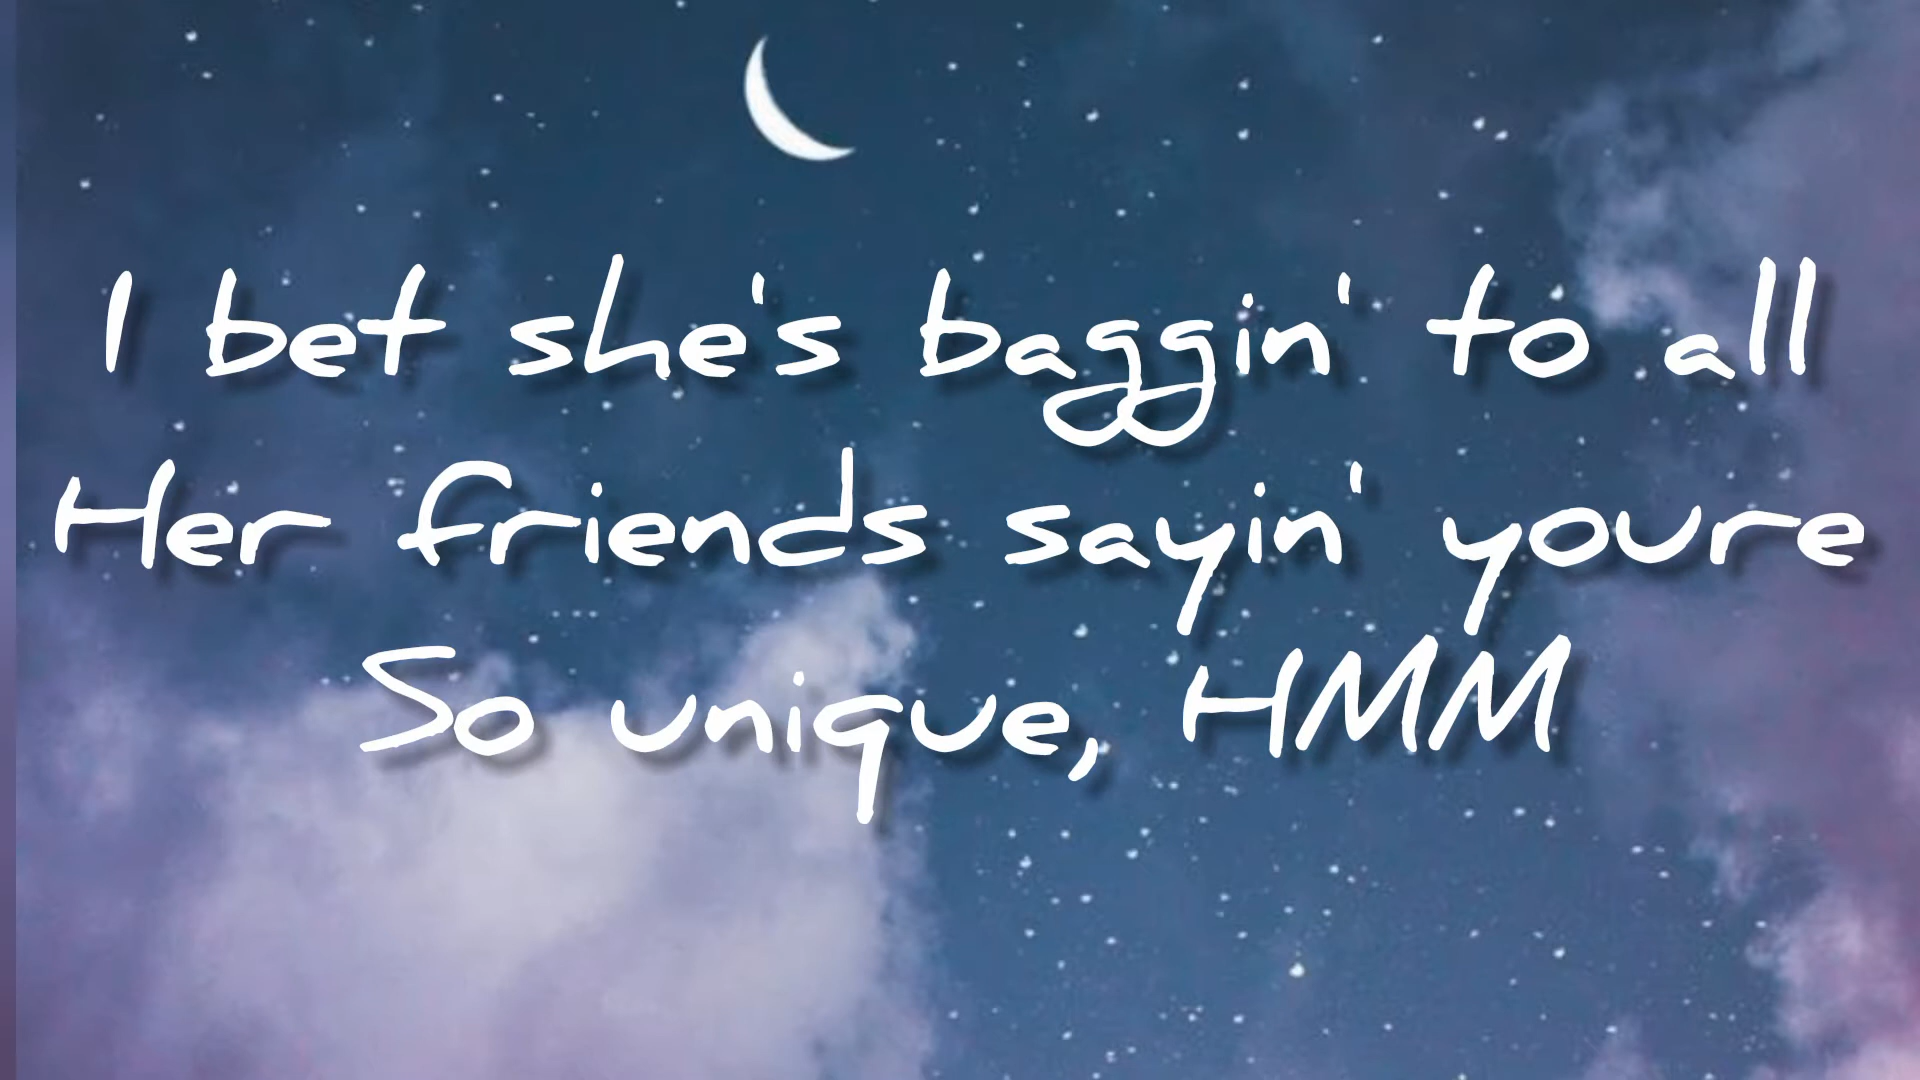 I bet she's baggin' to all
Her friends sayin' youre
So unique, HMM